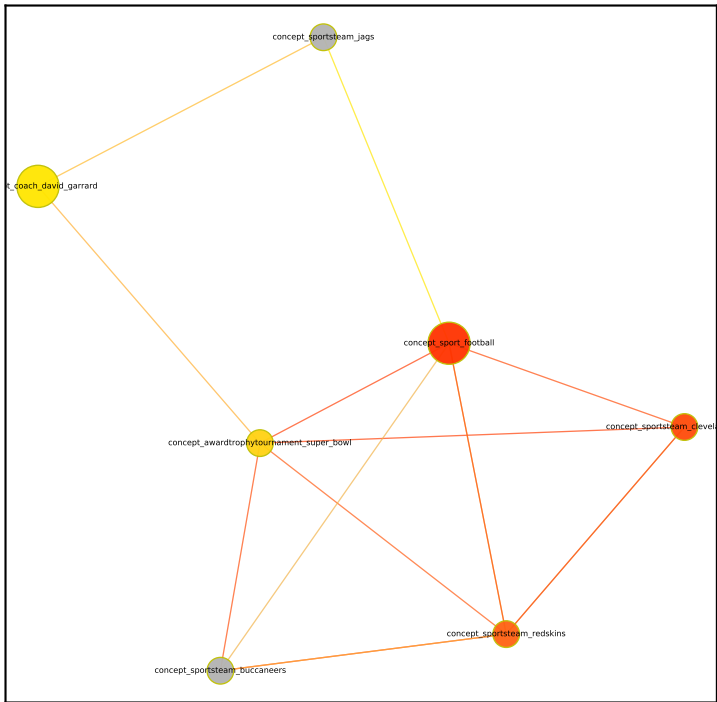 concept_sportsteam_jags
t_coach_david_garrard
concept_sport_football
concept_sportsteam_clevela
concept_awardtrophytournament_super_bowl
concept_sportsteam_redskins
concept_sportsteam_buccaneers